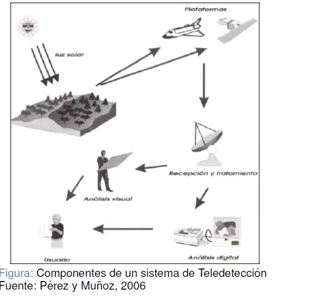 Plataformas
luz solar
Recepción y tratamiento
Análisis visual
Usuario
Análisis digital
Figura: Componentes de un sistema de Teledetección
Fuente: Pérez y Muñoz, 2006